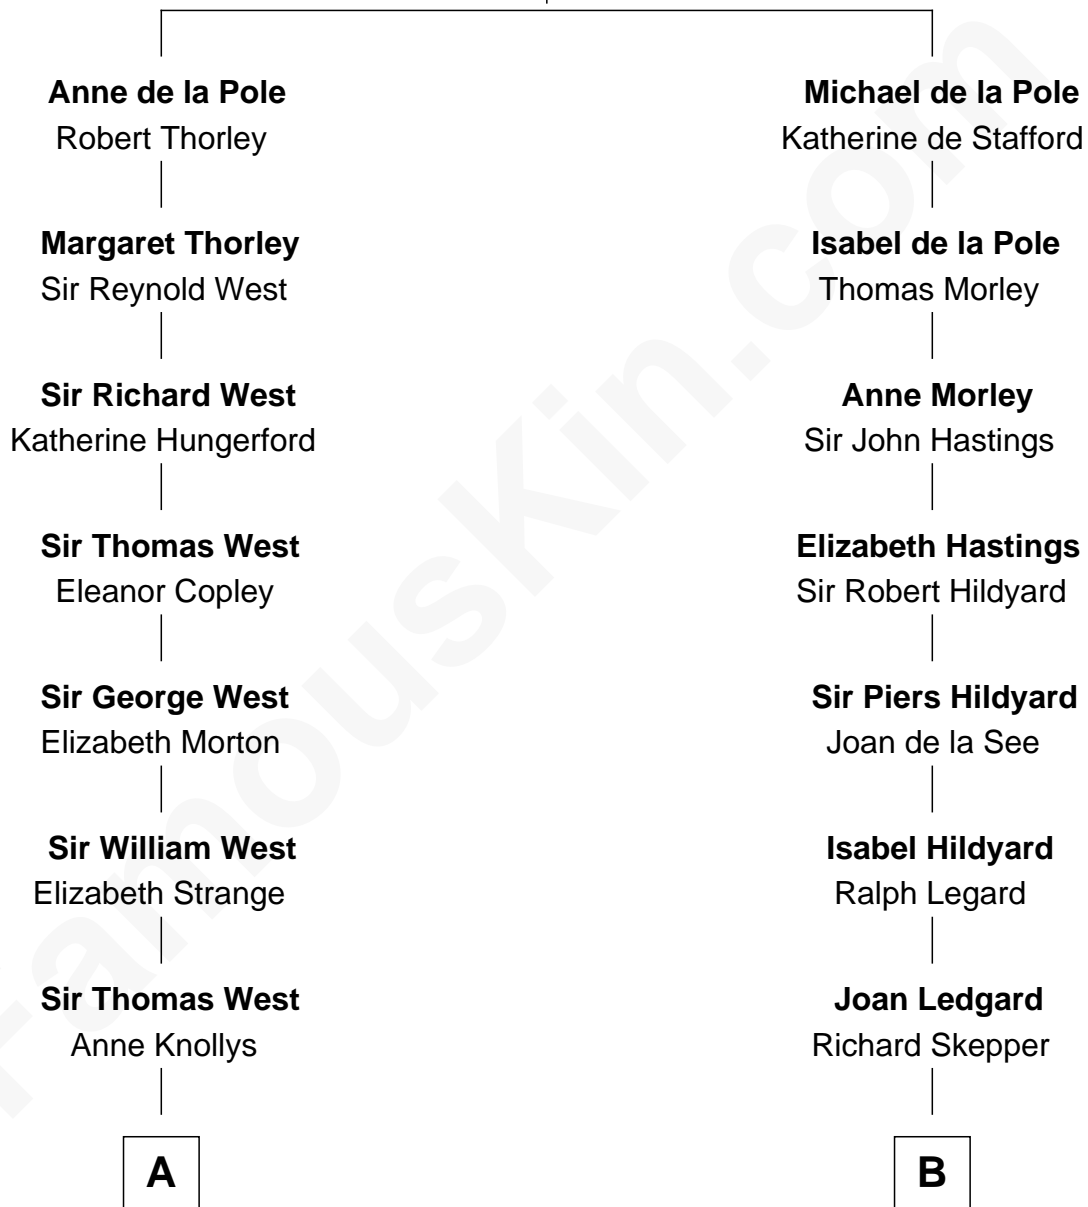 Anne de la Pole
Robert Thorley
Margaret Thorley
Sir Reynold West
Sir Richard West
Katherine Hungerford
Sir Thomas West
Eleanor Copley
Sir George West
Elizabeth Morton
Sir William West
Elizabeth Strange
Sir Thomas West
Anne Knollys
A
Michael de la Pole
Katherine de Stafford
Isabel de la Pole
Thomas Morley
Anne Morley
Sir John Hastings
Elizabeth Hastings
Sir Robert Hildyard
Sir Piers Hildyard
Joan de la See
Isabel Hildyard
Ralph Legard
Joan Ledgard
Richard Skepper
B
FamousKin.com